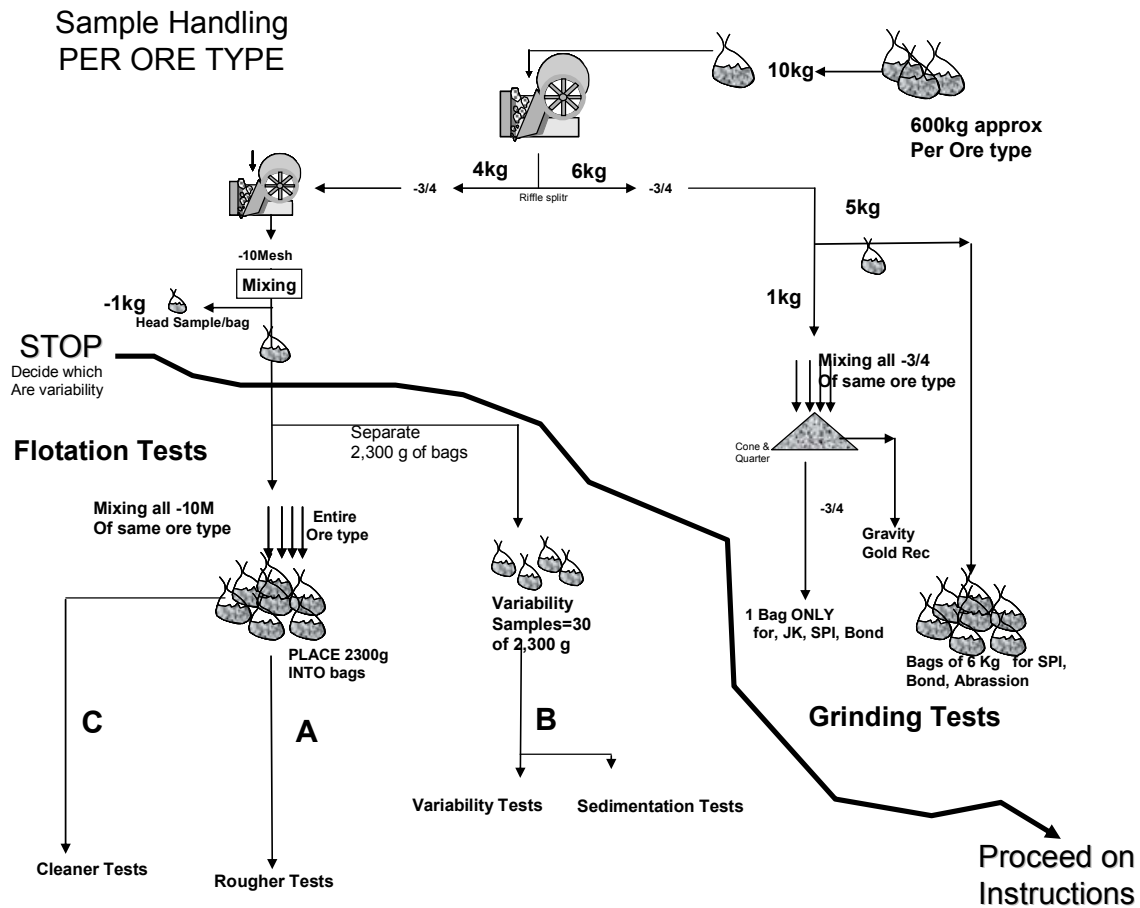 Sample Handling
PER ORE TYPE
10kg
600kg approx
Per Ore type
4kg
6kg
-3/4
Riffle splitr
-3/4
5kg
-10Mesh
Mixing
-1kg
Head Sample/bag
1kg
STOP
Decide which
Are variability
Mixing all -3/4
Of same ore type
Cone &
Quarter
Flotation Tests
Separate
2,300 g of bags
-3/4
Gravity
Gold Rec
Mixing all -10M
Of same ore type
Entire
Ore type
Variability
Samples=30
of 2,300 g
1 Bag ONLY
for, JK, SPI, Bond
PLACE 2300g
INTO bags
Bags of 6 Kg for SPI,
Bond, Abrassion
C
A
B
Grinding Tests
Variability Tests
Sedimentation Tests
Cleaner Tests
Rougher Tests
Proceed on
Instructions